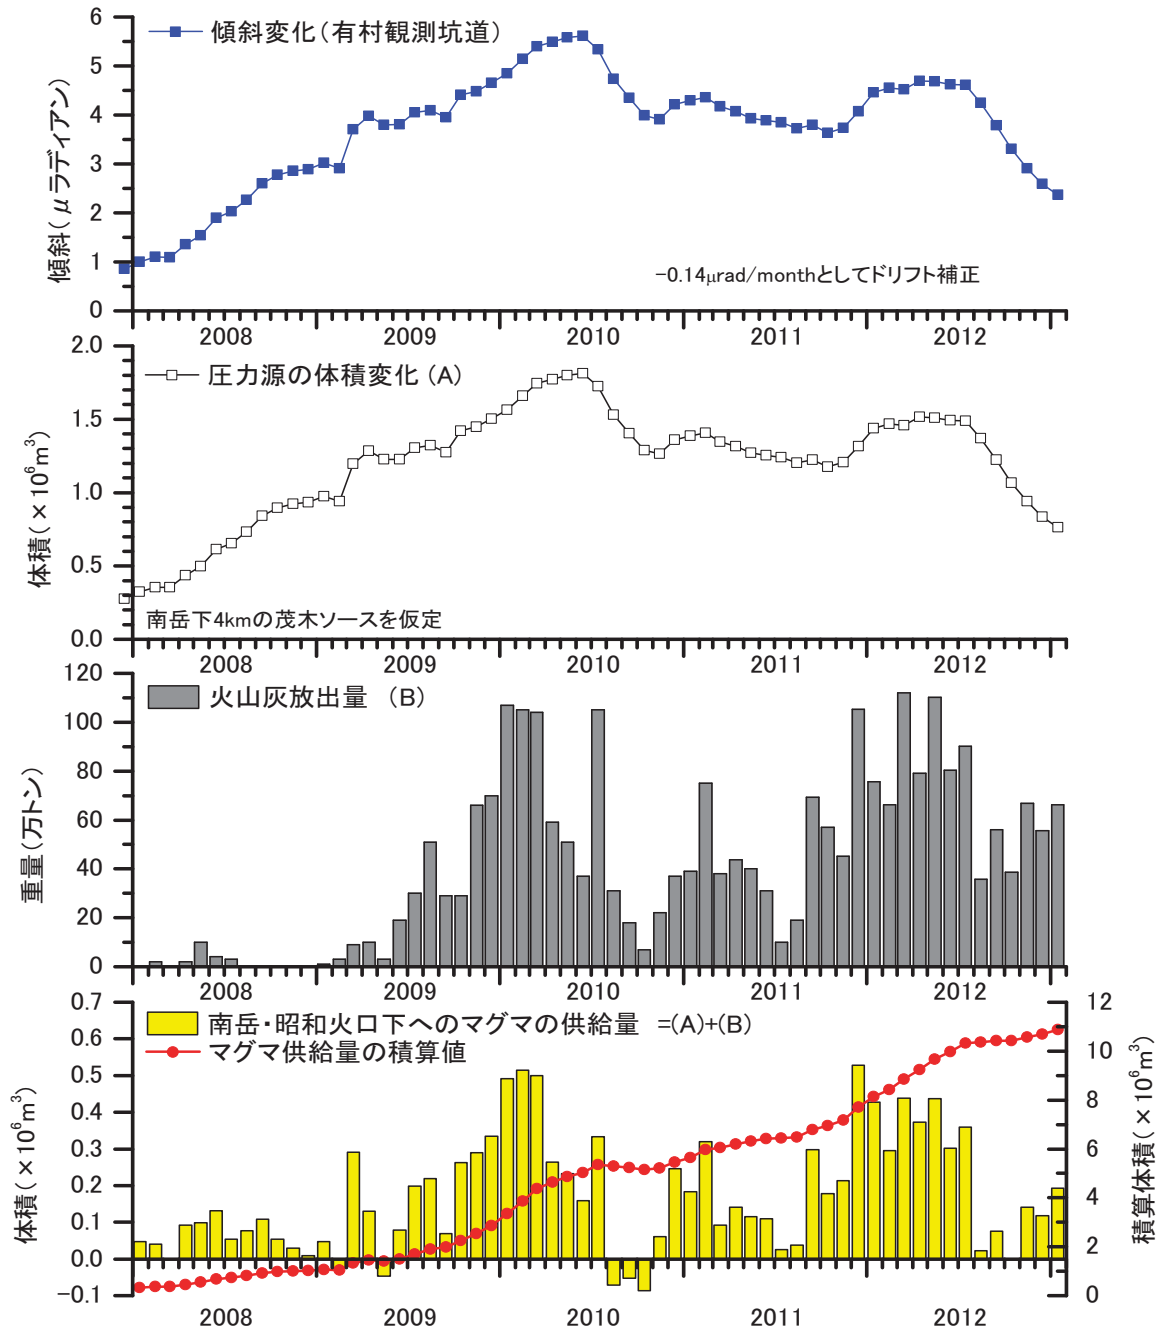 傾斜変化(有村観測坑道)
傾斜(μラディアン)
6
5
4
3
2
1
0
-0.14μrad/monthとしてドリフト補正
2008 2009 2010 2011 2012
圧力源の体積変化(A)
体積(×10⁶m³)
2.0
1.5
1.0
0.5
0.0
南岳下4kmの茂木ソースを仮定
2008 2009 2010 2011 2012
火山灰放出量 (B)
重量(万トン)
120
100
80
60
40
20
0
2008 2009 2010 2011 2012
南岳・昭和火口下へのマグマの供給量 =(A)+(B)
マグマ供給量の積算値
体積(×10⁶m³)
0.7
0.6
0.5
0.4
0.3
0.2
0.1
0.0
-0.1
12
10
8
6
4
2
0
積算体積(×10⁶m³)
2008 2009 2010 2011 2012